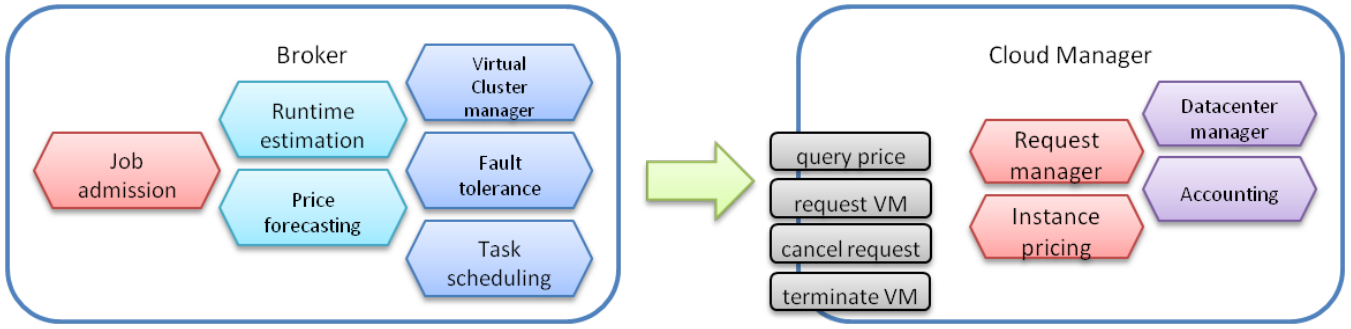 Broker
Job
admission
Runtime
estimation
Price
forecasting
Virtual
Cluster
manager
Fault
tolerance
Task
scheduling
Cloud Manager
query price
request VM
cancel request
terminate VM
Request
manager
Instance
pricing
Datacenter
manager
Accounting